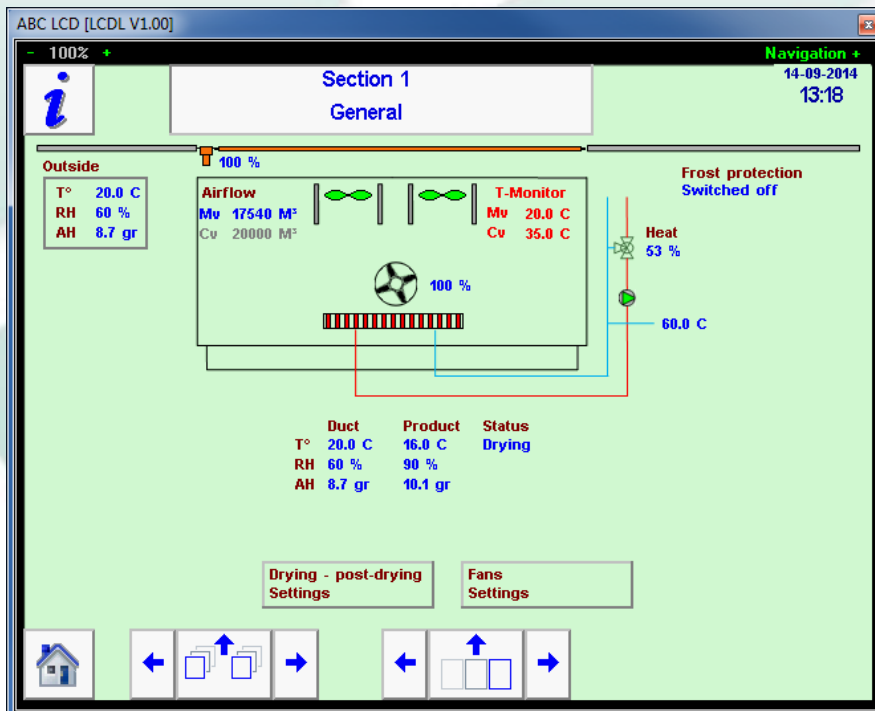 ABC LCD [LCDL V1.00]
- 100% +
Navigation +
i
Section 1
General
14-09-2014
13:18
100 %
Outside
T° 20.0 C
RH 60 %
AH 8.7 gr
Airflow
Mv 17540 M³
Cv 20000 M³
T-Monitor
Mv 20.0 C
Cv 35.0 C
Frost protection
Switched off
Heat
53 %
100 %
60.0 C
Duct Product Status
T° 20.0 C 16.0 C Drying
RH 60 % 90 %
AH 8.7 gr 10.1 gr
Drying - post-drying
Settings
Fans
Settings